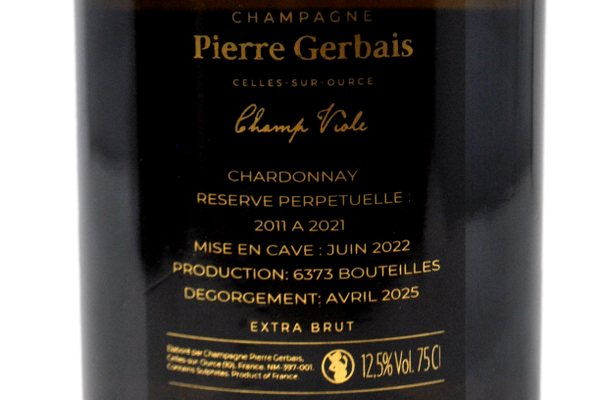 CHAMPAGNE
Pierre Gerbais
CELLES-SUR-OURCE
Champ Viole
CHARDONNAY
RESERVE PERPETUELLE :
2011 A 2021
MISE EN CAVE : JUIN 2022
PRODUCTION: 6373 BOUTEILLES
DEGORGEMENT: AVRIL 2025
EXTRA BRUT
Elaboré par Champagne Pierre Gerbais,
Celles-sur-Ource (10), France. NM-397-001.
Contains Sulphites. Product of France.
12,5% Vol. 75Cl